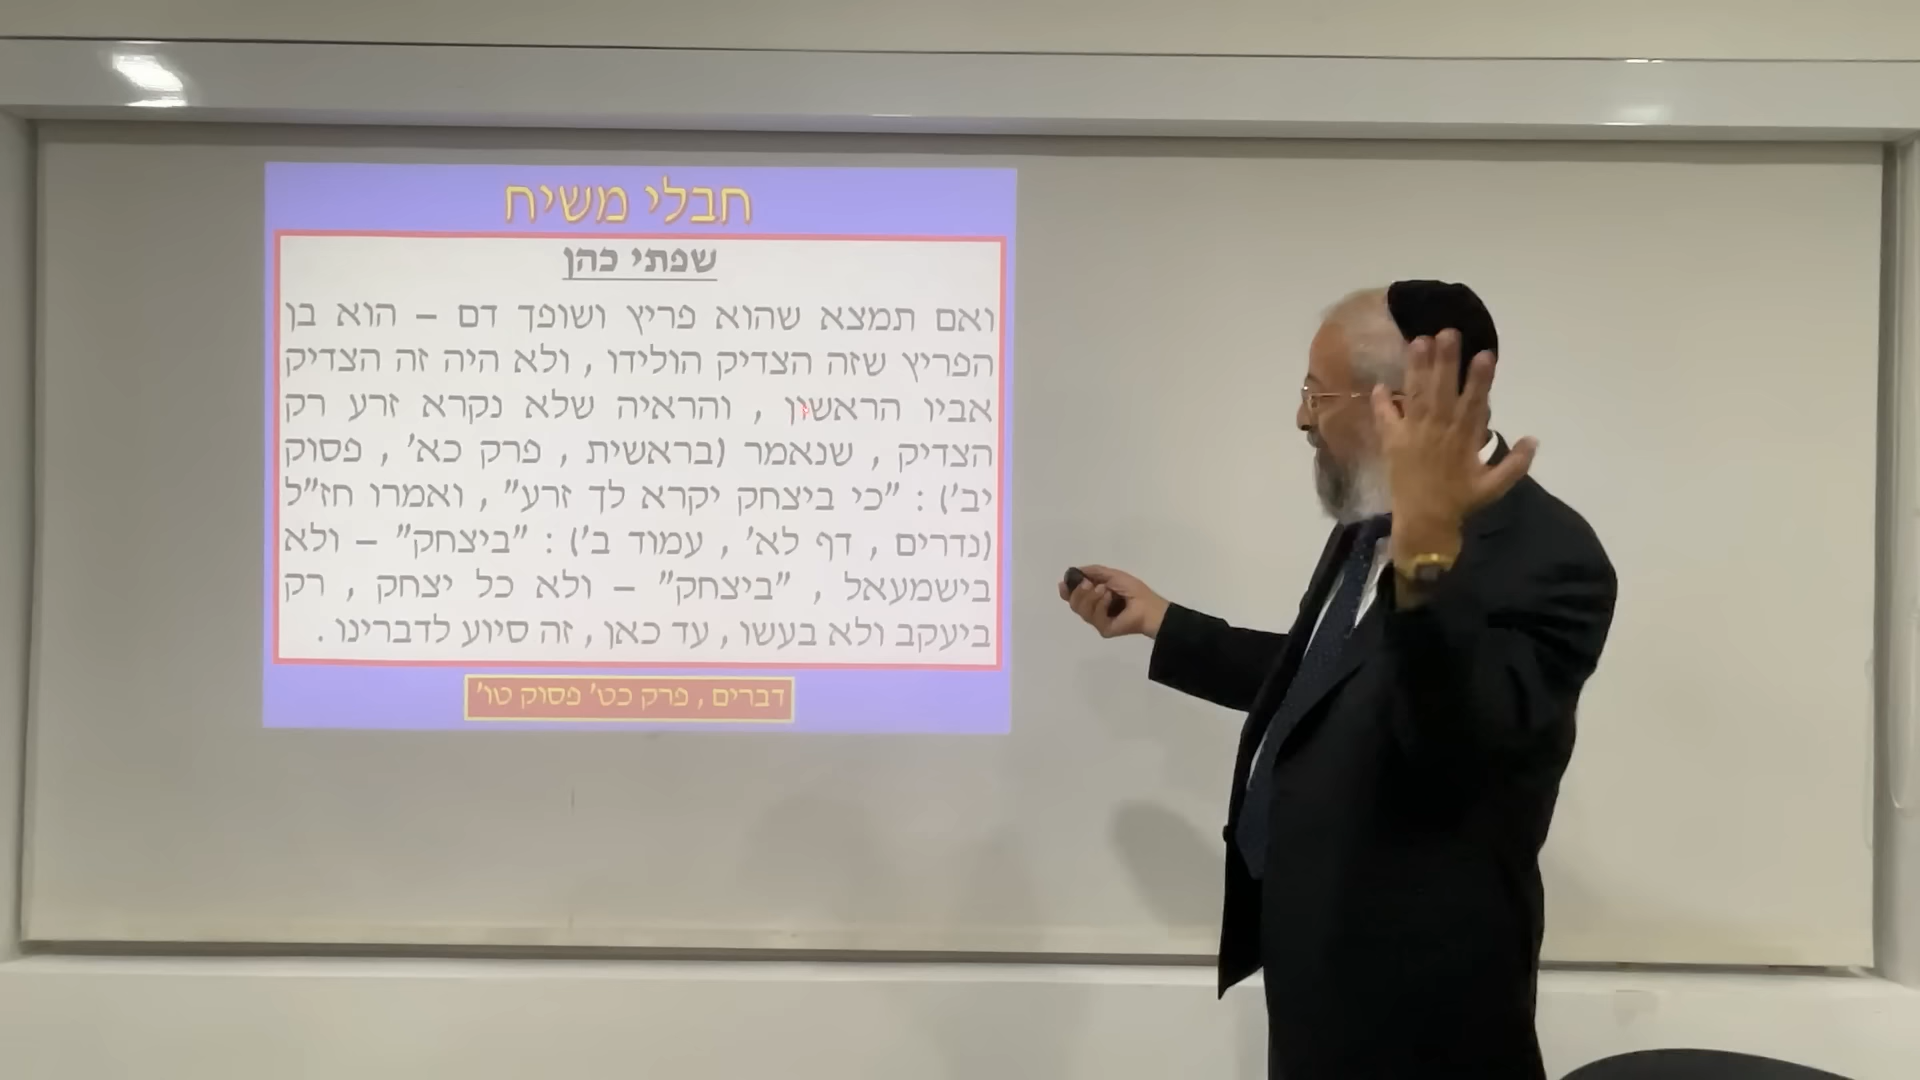 חבלי משיח
שפתי כהן
ואם תמצא שהוא פריץ ושופך דם – הוא בן
הפריץ שזה הצדיק הולידו , ולא היה זה הצדיק
אביו הראשון , והראיה שלא נקרא זרע רק
הצדיק , שנאמר (בראשית , פרק כא' , פסוק
יב') : "כי ביצחק יקרא לך זרע" , ואמרו חז"ל
(נדרים , דף לא' , עמוד ב') : "ביצחק" – ולא
בישמעאל , "ביצחק" – ולא כל יצחק , רק
ביעקב ולא בעשו , עד כאן , זה סיוע לדברינו .
דברים , פרק כט' פסוק טו'